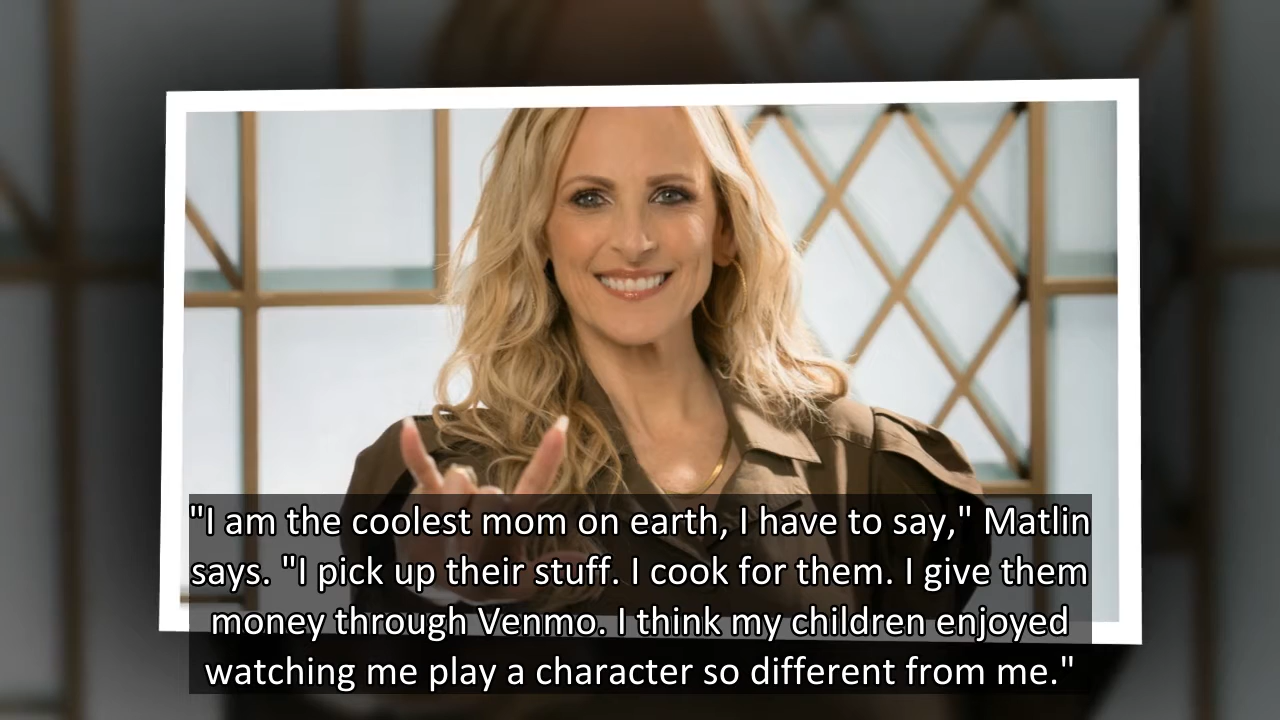 "I am the coolest mom on earth, I have to say," Matlin
says. "I pick up their stuff. I cook for them. I give them
money through Venmo. I think my children enjoyed
watching me play a character so different from me."